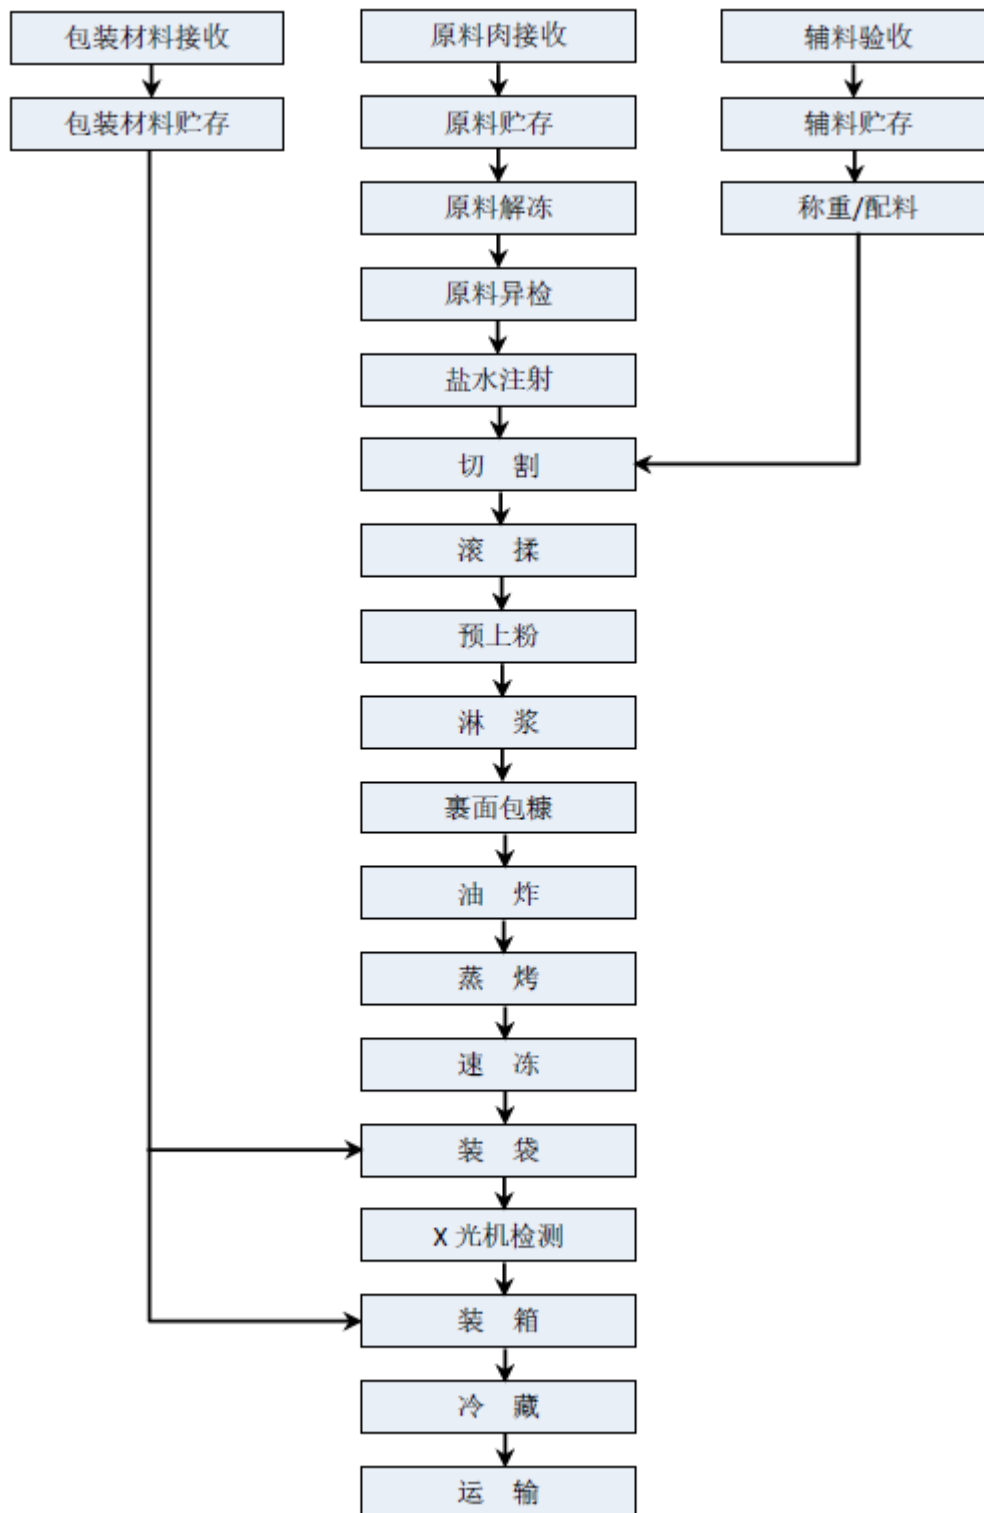 包装材料接收
原料肉接收
辅料验收
包装材料贮存
原料贮存
辅料贮存
原料解冻
称重/配料
原料异检
盐水注射
切 割
滚 揉
预上粉
淋 浆
裹面包糠
油 炸
蒸 烤
速 冻
装 袋
X 光机检测
装 箱
冷 藏
运 输